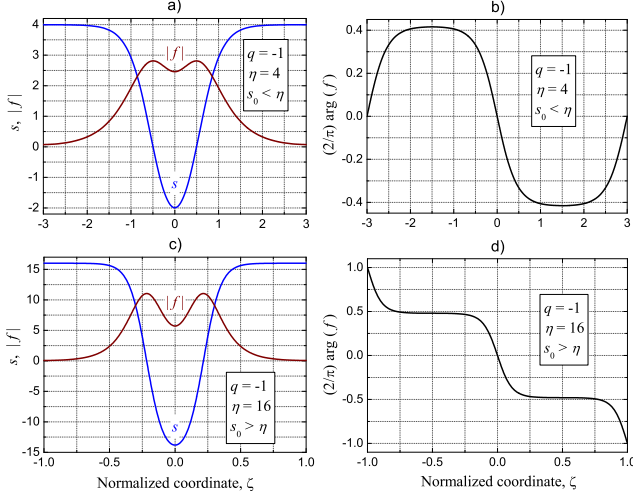 a)
b)
4
3
2
1
0
-1
-2
s, |f|
|f|
s
q = -1
η = 4
s₀ < η
-3 -2 -1 0 1 2 3
0.4
0.2
0.0
-0.2
-0.4
(2/π) arg (f)
q = -1
η = 4
s₀ < η
-3 -2 -1 0 1 2 3
c)
d)
15
10
5
0
-5
-10
-15
s, |f|
|f|
s
q = -1
η = 16
s₀ > η
-1.0 -0.5 0.0 0.5 1.0
Normalized coordinate, ζ
1.0
0.5
0.0
-0.5
-1.0
(2/π) arg (f)
q = -1
η = 16
s₀ > η
-1.0 -0.5 0.0 0.5 1.0
Normalized coordinate, ζ